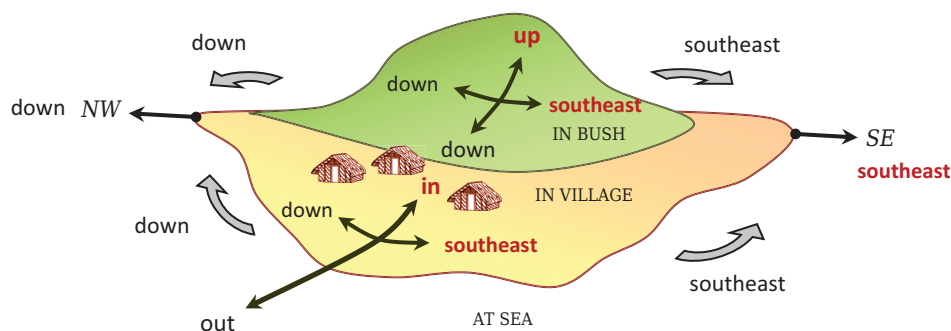 up
down
southeast
down
southeast
down
down NW
IN BUSH
SE
southeast
down
in
IN VILLAGE
down
down
southeast
southeast
out
AT SEA